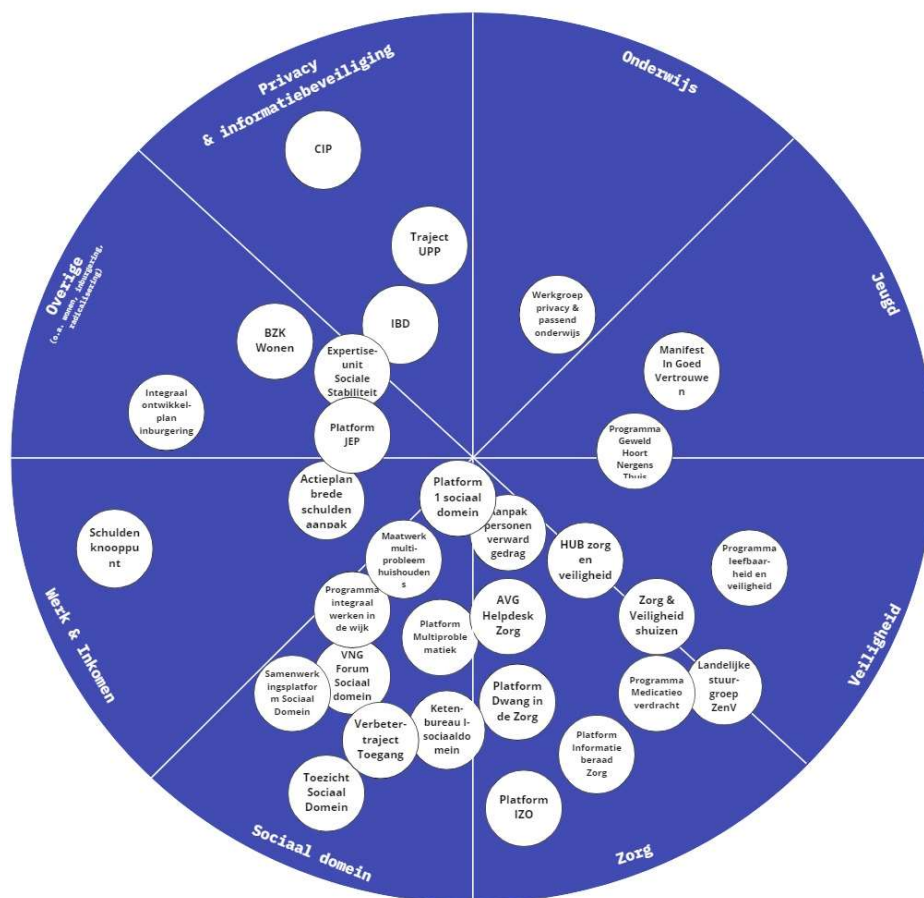 Privacy
& informatiebeveiliging
Onderwijs
CIP
Traject
UPP
Overige
(o.a. wonen, inburgering,
radicalisering)
Jeugd
Werkgroep
privacy &
passend
onderwijs
IBD
BZK
Wonen
Expertise-
unit
Sociale
Stabiliteit
Manifest
In Goed
Vertrouwe
n
Integraal
ontwikkel-
plan
inburgering
Platform
JEP
Programma
Geweld
Hoort
Nergens
Thuis
Actieplan
brede
schulden
aanpak
Platform
1 sociaal
domein
Aanpak
personen
verward
gedrag
Schulden
knooppu
nt
Maatwerk
multi-
probleem
huishouden
s
HUB zorg
en
veiligheid
Programma
leefbaar-
heid en
veiligheid
Programma
integraal
werken in
de wijk
Platform
Multiproble
matiek
AVG
Helpdesk
Zorg
Zorg &
Veiligheid
shuizen
Werk & Inkomen
Veiligheid
Samenwerk
ingsplatfor
m Sociaal
Domein
VNG
Forum
Sociaal
domein
Platform
Dwang in
de Zorg
Programma
Medicatieo
verdracht
Landelijke
stuur-
groep
ZenV
Verbeter-
traject
Toegang
Keten-
bureau I-
sociaaldo
mein
Platform
Informatie
beraad
Zorg
Toezicht
Sociaal
Domein
Platform
IZO
Sociaal domein
Zorg